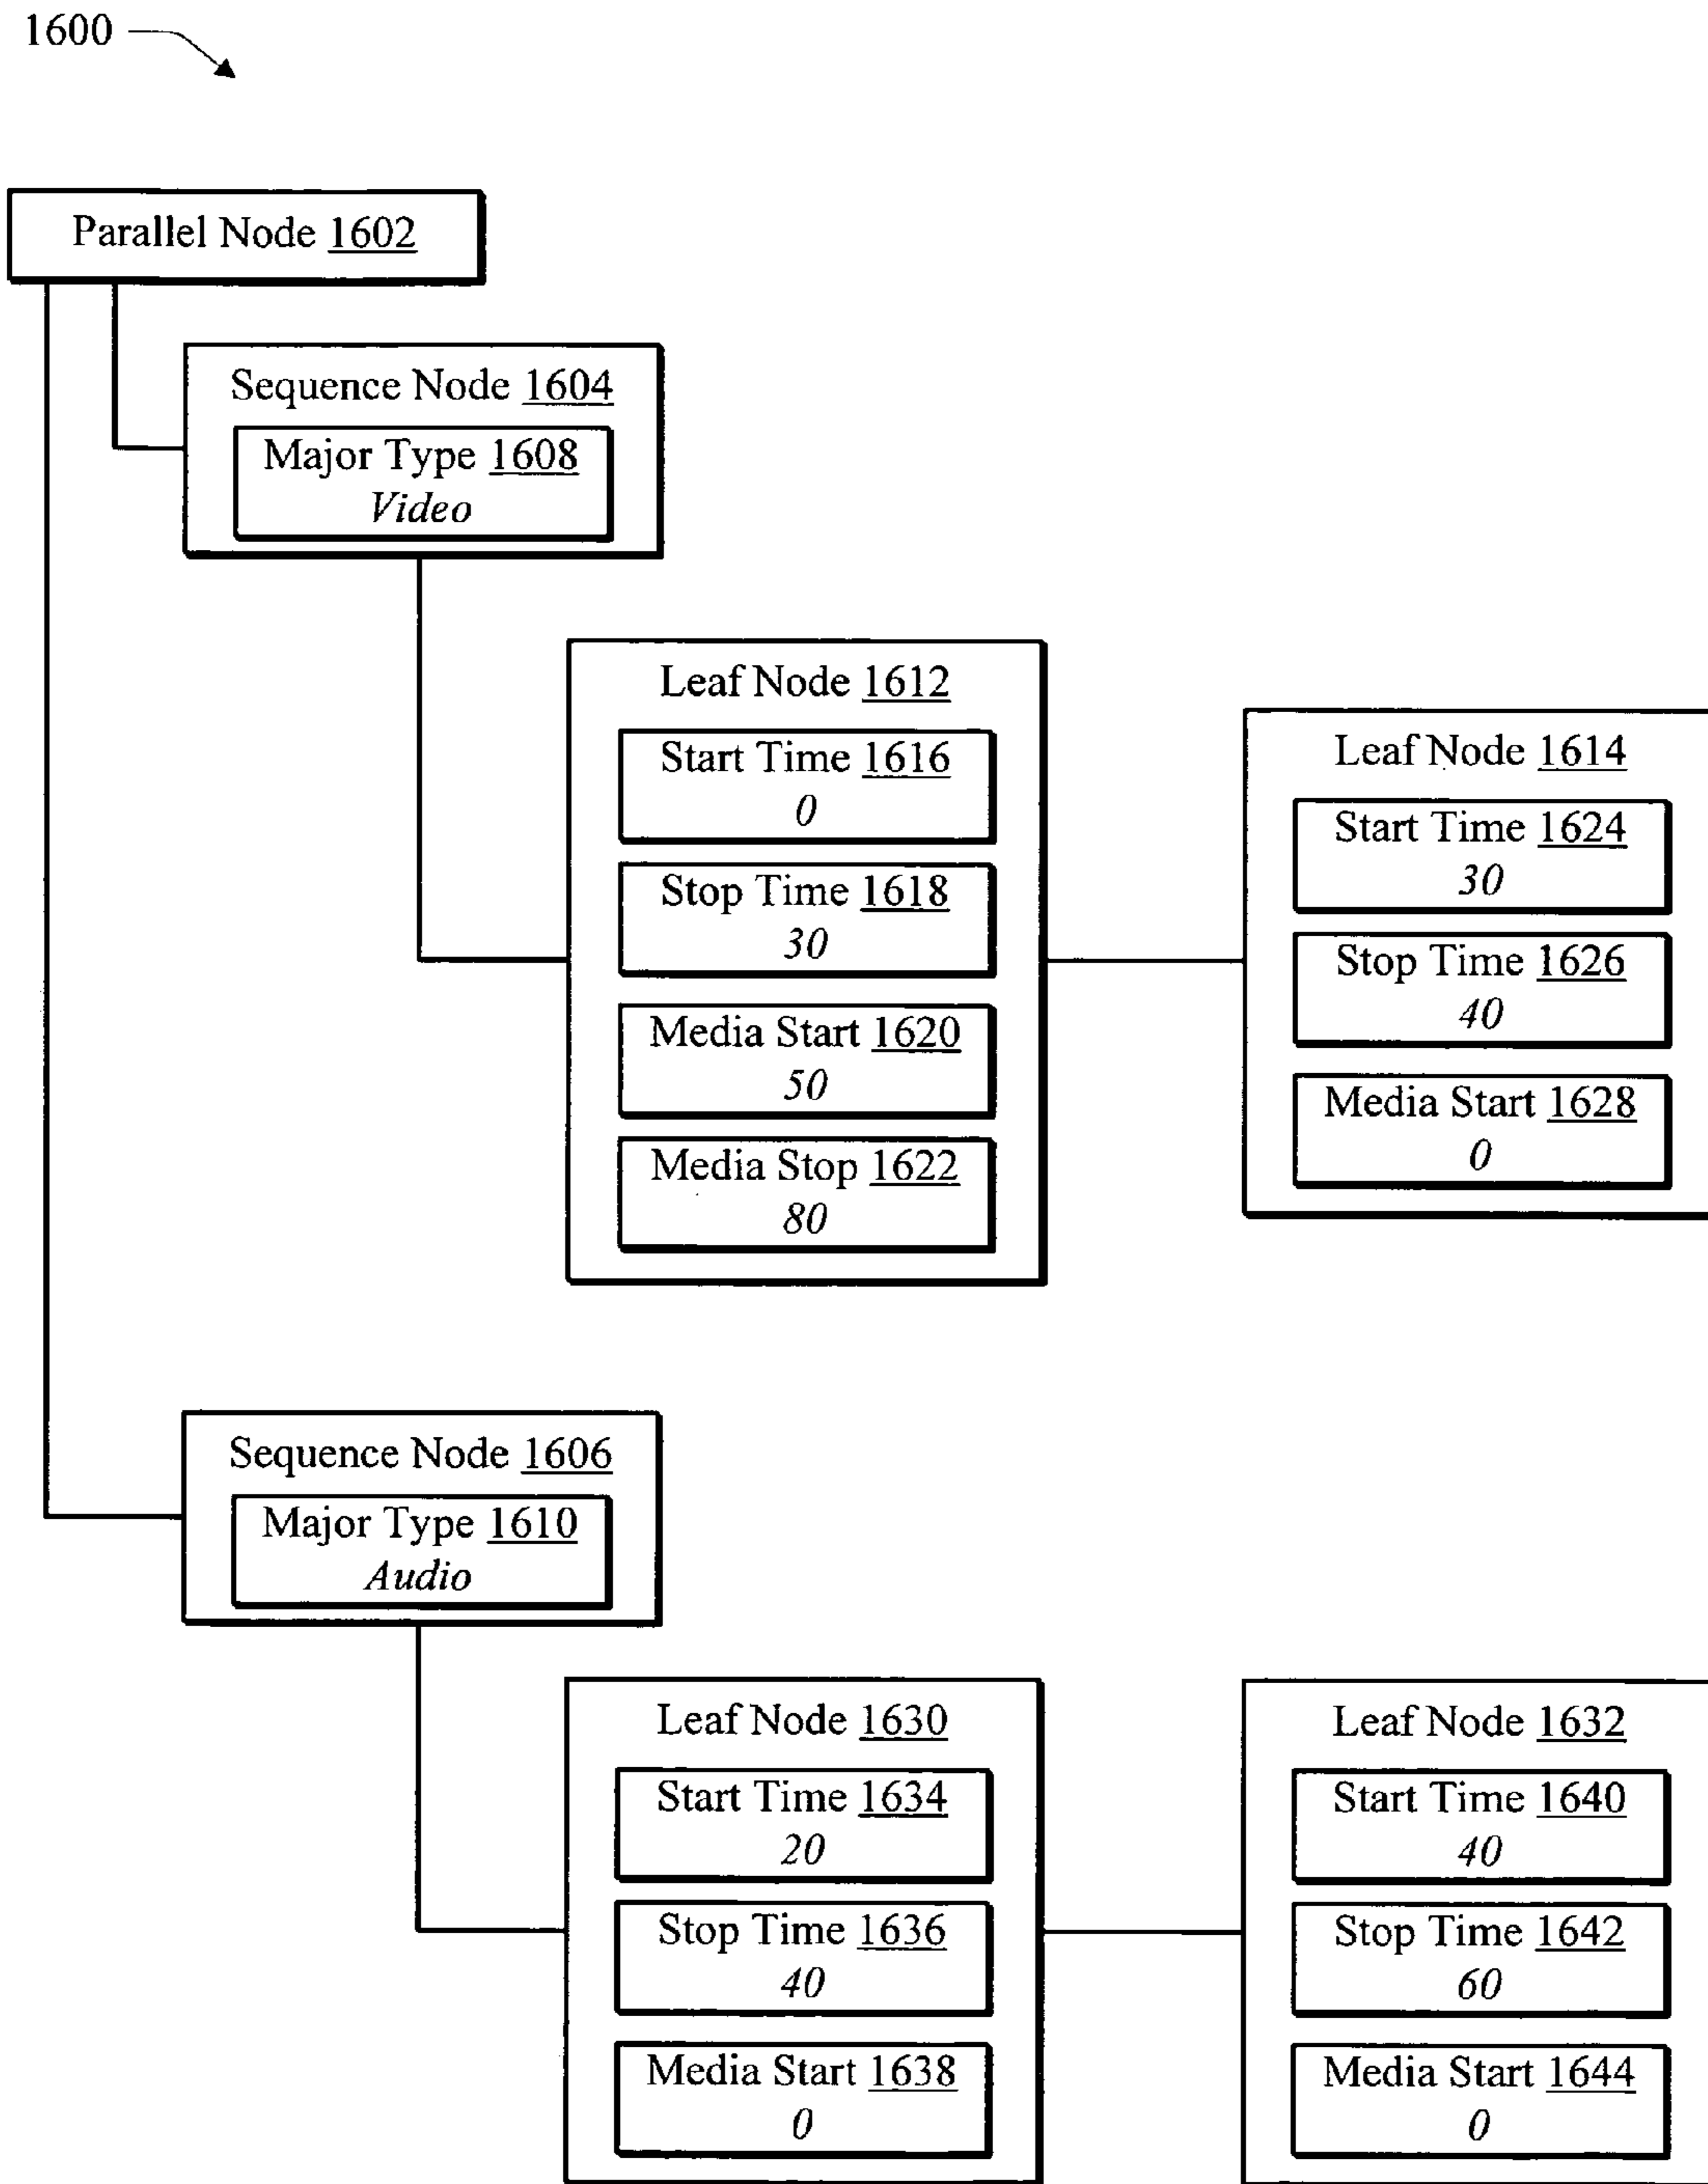 1600
Parallel Node 1602
Sequence Node 1604
Major Type 1608
Video
Leaf Node 1612
Start Time 1616
0
Stop Time 1618
30
Media Start 1620
50
Media Stop 1622
80
Leaf Node 1614
Start Time 1624
30
Stop Time 1626
40
Media Start 1628
0
Sequence Node 1606
Major Type 1610
Audio
Leaf Node 1630
Start Time 1634
20
Stop Time 1636
40
Media Start 1638
0
Leaf Node 1632
Start Time 1640
40
Stop Time 1642
60
Media Start 1644
0